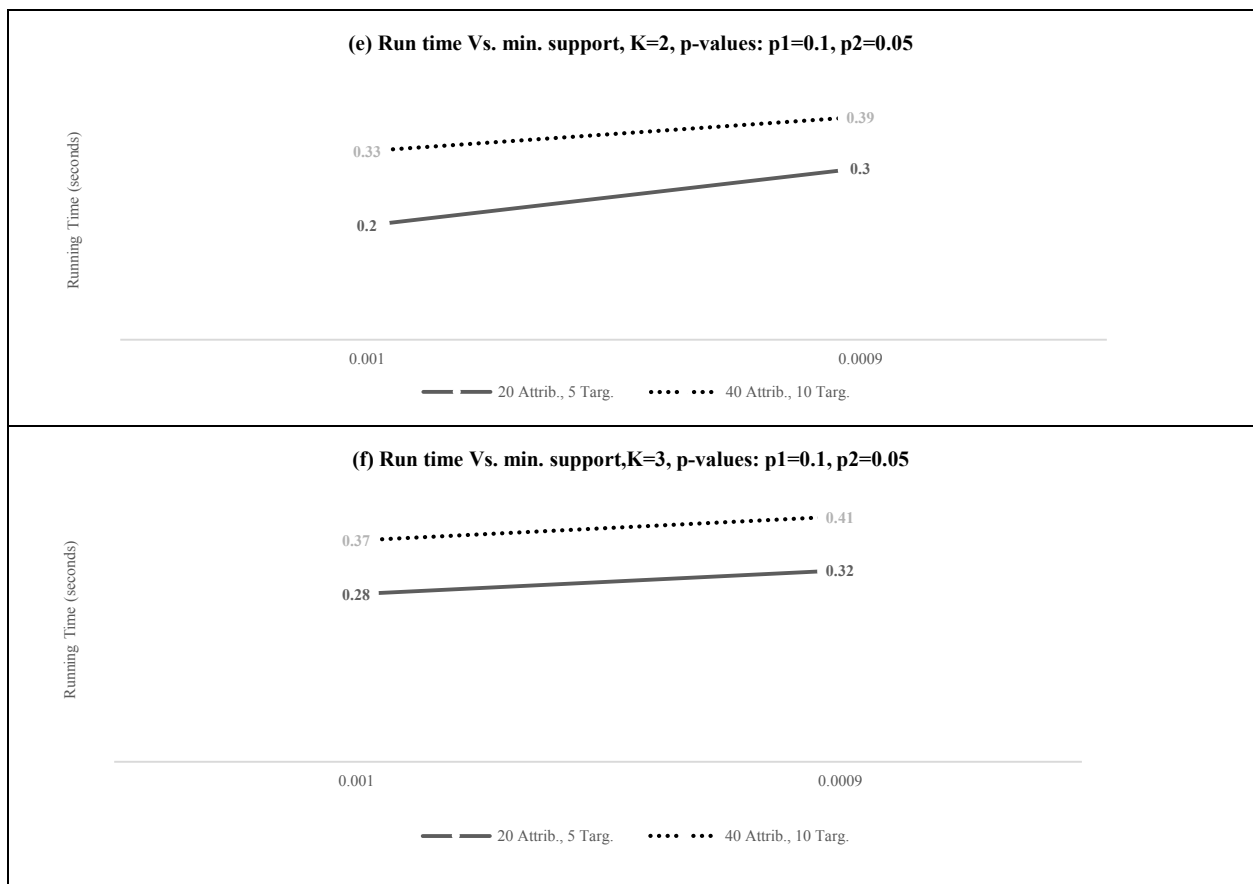 (e) Run time Vs. min. support, K=2, p-values: p1=0.1, p2=0.05
Running Time (seconds)
0.33
0.39
0.2
0.3
0.001
0.0009
20 Attrib., 5 Targ.
40 Attrib., 10 Targ.
(f) Run time Vs. min. support,K=3, p-values: p1=0.1, p2=0.05
Running Time (seconds)
0.37
0.41
0.28
0.32
0.001
0.0009
20 Attrib., 5 Targ.
40 Attrib., 10 Targ.